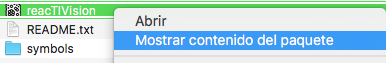 reacTIVision
README.txt
symbols
Abrir
Mostrar contenido del paquete